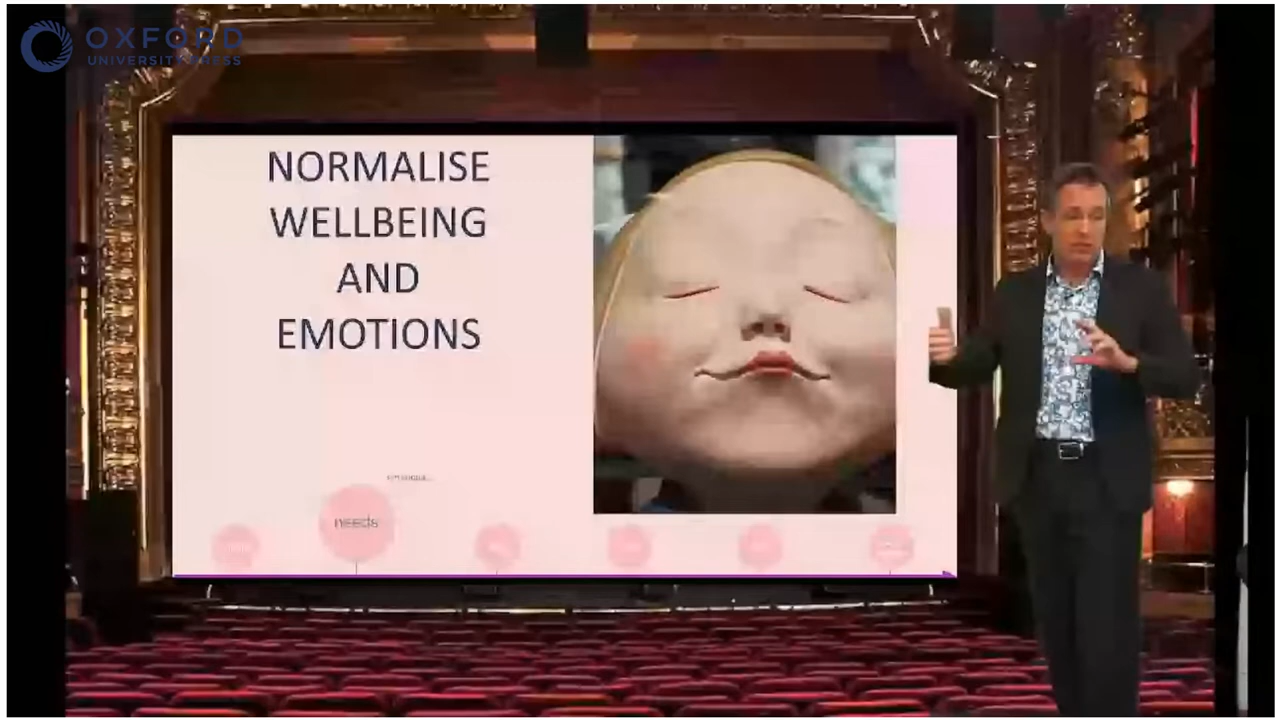 OXFORD
UNIVERSITY PRESS
NORMALISE
WELLBEING
AND
EMOTIONS
needs